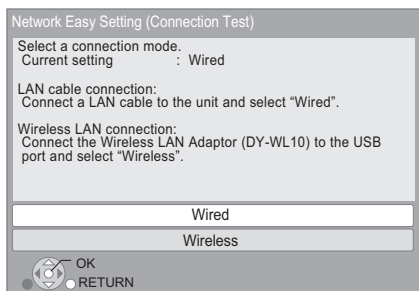 Network Easy Setting (Connection Test)
Select a connection mode.
Current setting : Wired
LAN cable connection:
Connect a LAN cable to the unit and select “Wired”.
Wireless LAN connection:
Connect the Wireless LAN Adaptor (DY-WL10) to the USB
port and select “Wireless”.
Wired
Wireless
OK
RETURN